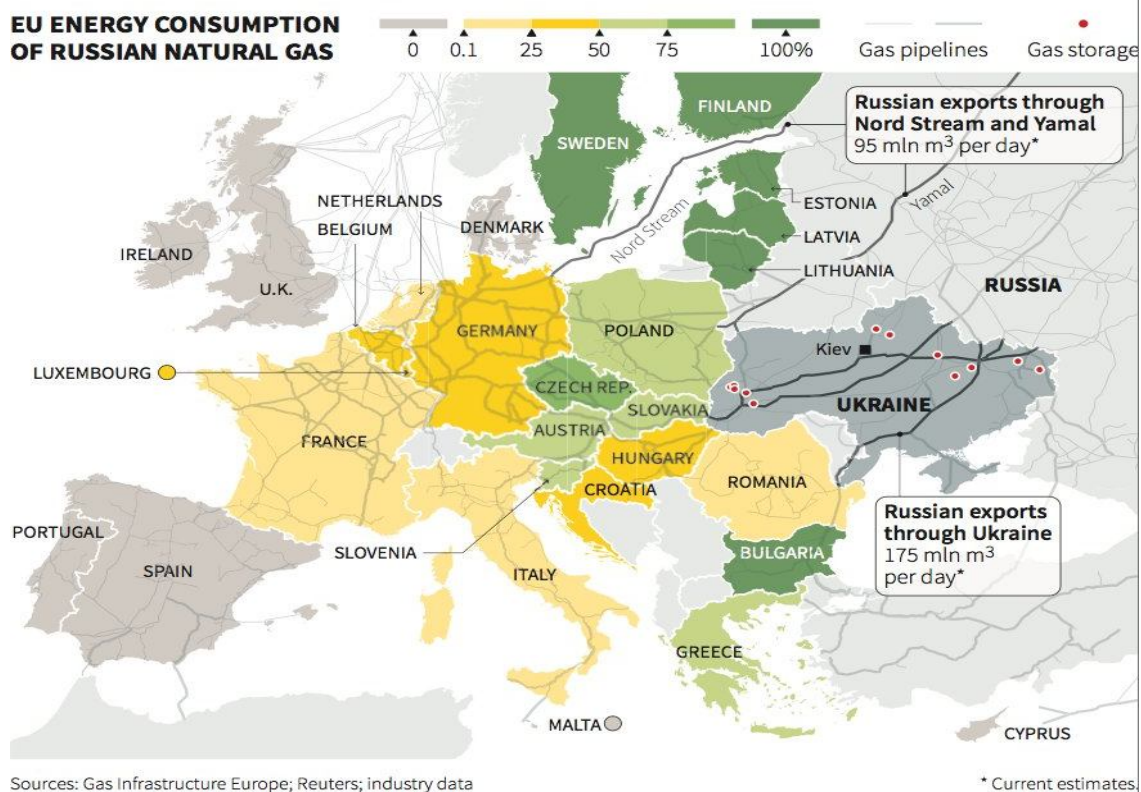 EU ENERGY CONSUMPTION
OF RUSSIAN NATURAL GAS
0
0.1
25
50
75
100%
Gas pipelines
Gas storage
FINLAND
SWEDEN
Russian exports through
Nord Stream and Yamal
95 mln m³ per day*
NETHERLANDS
BELGIUM
DENMARK
Nord Stream
ESTONIA
Yamal
LATVIA
LITHUANIA
IRELAND
U.K.
RUSSIA
GERMANY
POLAND
Kiev
LUXEMBOURG
CZECH REP.
SLOVAKIA
UKRAINE
AUSTRIA
FRANCE
HUNGARY
CROATIA
ROMANIA
PORTUGAL
SPAIN
SLOVENIA
ITALY
Russian exports
through Ukraine
175 mln m³
per day*
BULGARIA
GREECE
MALTA
CYPRUS
Sources: Gas Infrastructure Europe; Reuters; industry data
* Current estimates,